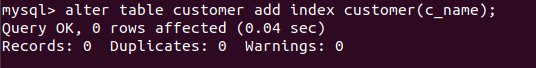 mysql> alter table customer add index customer(c_name);
Query OK, 0 rows affected (0.04 sec)
Records: 0  Duplicates: 0  Warnings: 0